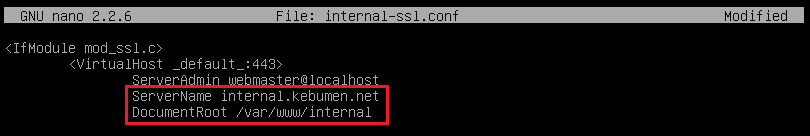 GNU nano 2.2.6 File: internal-ssl.conf Modified
<IfModule mod_ssl.c>
<VirtualHost _default_:443>
ServerAdmin webmaster@localhost
ServerName internal.kebumen.net
DocumentRoot /var/www/internal